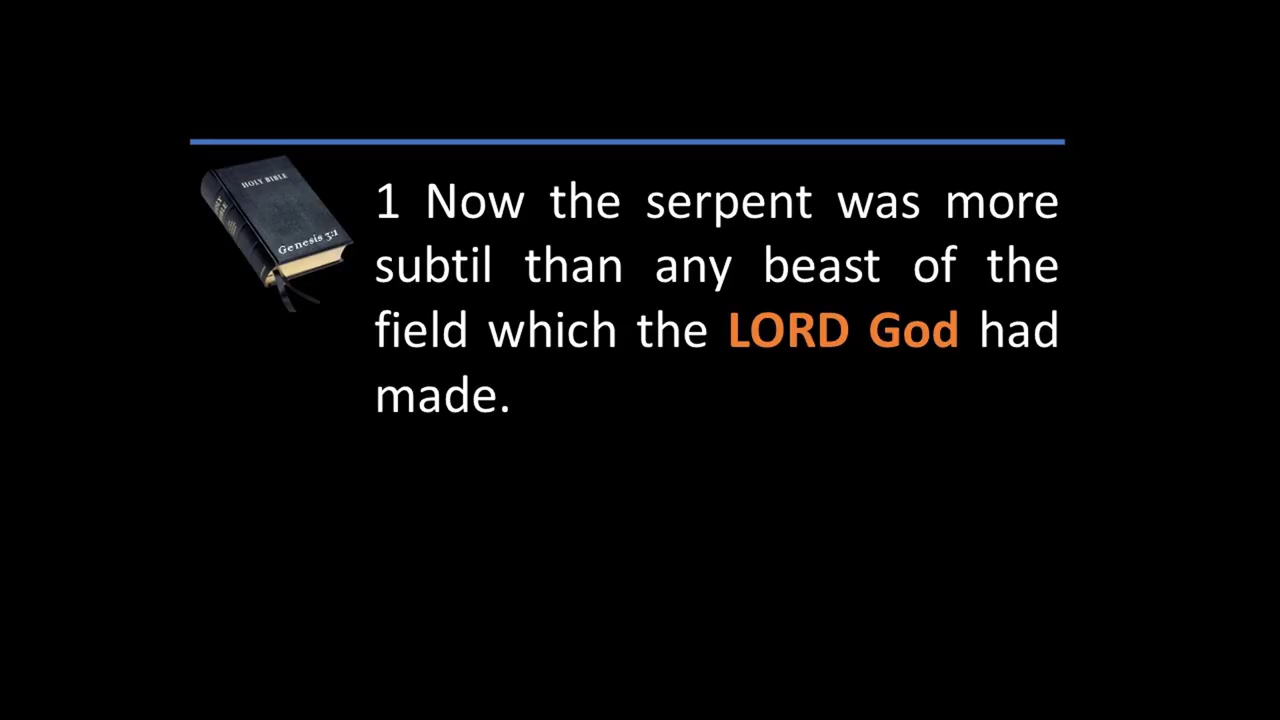 HOLY BIBLE
Genesis 3:1
1 Now the serpent was more
subtil than any beast of the
field which the LORD God had
made.